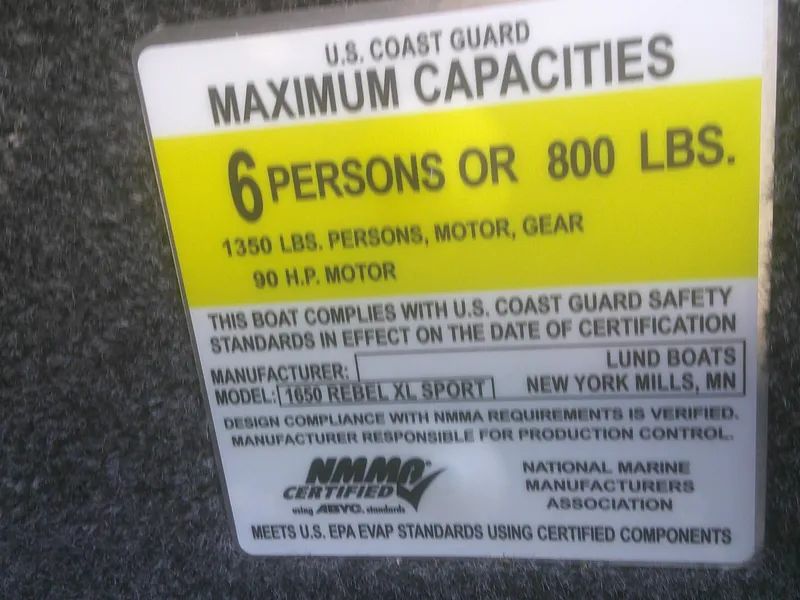 U.S. COAST GUARD
MAXIMUM CAPACITIES
6 PERSONS OR 800 LBS.
1350 LBS. PERSONS, MOTOR, GEAR
90 H.P. MOTOR
THIS BOAT COMPLIES WITH U.S. COAST GUARD SAFETY
STANDARDS IN EFFECT ON THE DATE OF CERTIFICATION
MANUFACTURER: LUND BOATS
MODEL: 1650 REBEL XL SPORT NEW YORK MILLS, MN
DESIGN COMPLIANCE WITH NMMA REQUIREMENTS IS VERIFIED.
MANUFACTURER RESPONSIBLE FOR PRODUCTION CONTROL.
NMMA®
CERTIFIED
using ABYC. standards
NATIONAL MARINE
MANUFACTURERS
ASSOCIATION
MEETS U.S. EPA EVAP STANDARDS USING CERTIFIED COMPONENTS